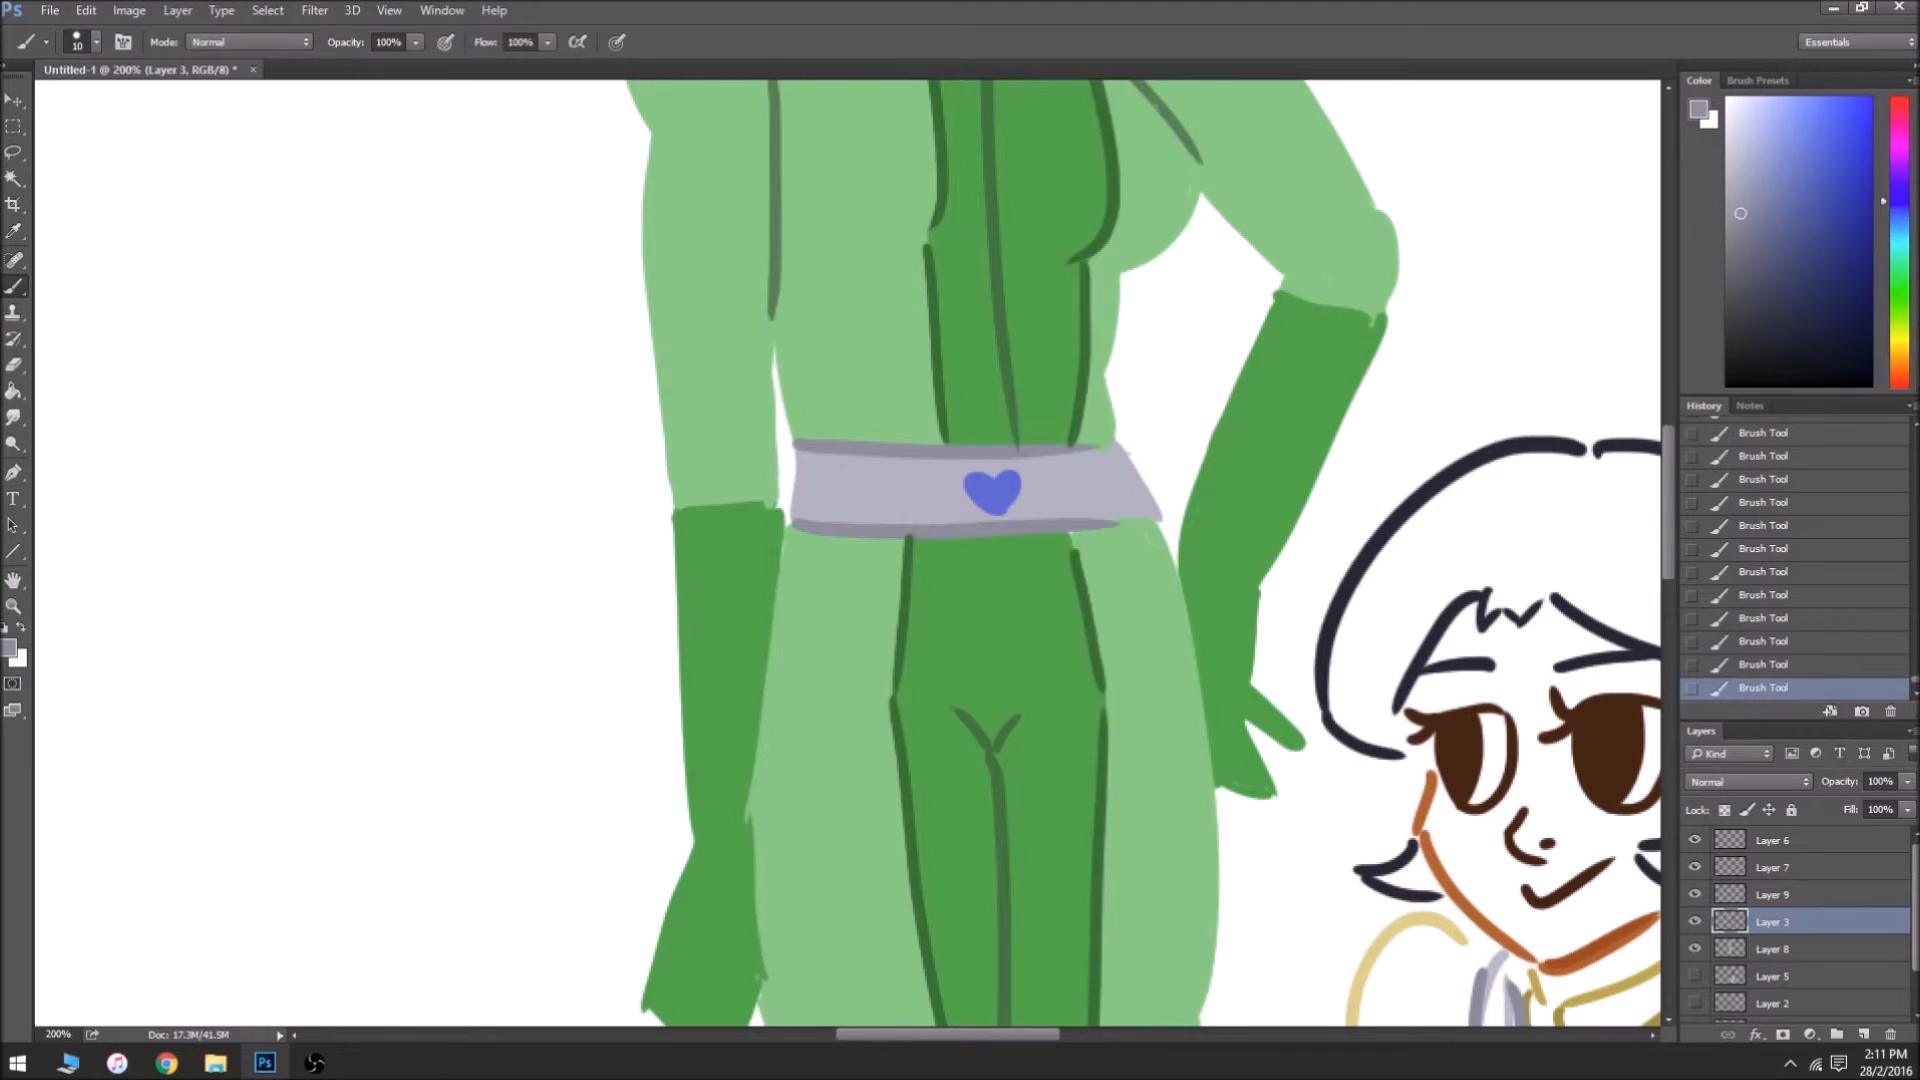 Ps File Edit Image Layer Type Select Filter 3D View Window Help
10 Mode: Normal Opacity: 100% Flow: 100% Essentials
Untitled-1 @ 200% (Layer 3, RGB/8) *
Color Brush Presets
History Notes
Brush Tool
Brush Tool
Brush Tool
Brush Tool
Brush Tool
Brush Tool
Brush Tool
Brush Tool
Brush Tool
Brush Tool
Brush Tool
Brush Tool
Layers
Kind
Normal Opacity: 100%
Lock: Fill: 100%
Layer 6
Layer 7
Layer 9
Layer 3
Layer 8
Layer 5
Layer 2
200% Doc: 17.3M/41.5M
Ps
2:11 PM
28/2/2016